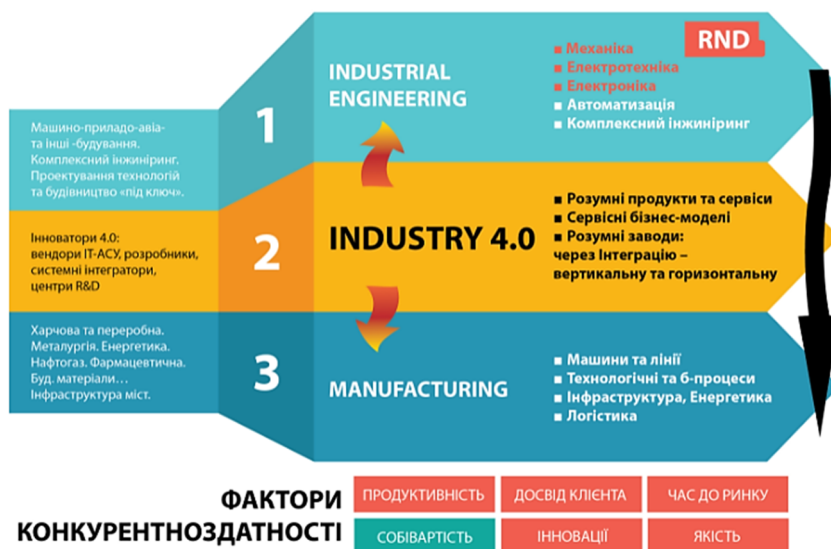 Машино-приладо-авіа-
та інші -будування.
Комплексний інжиніринг.
Проектування технологій
та будівництво «під ключ».
1
INDUSTRIAL
ENGINEERING
RND
■ Механіка
■ Електротехніка
■ Електроніка
■ Автоматизація
■ Комплексний інжиніринг
Інноватори 4.0:
вендори ІТ-АСУ, розробники,
системні інтегратори,
центри R&D
2
INDUSTRY 4.0
■ Розумні продукти та сервіси
■ Сервісні бізнес-моделі
■ Розумні заводи:
через Інтеграцію –
вертикальну та горизонтальну
Харчова та переробна.
Металургія. Енергетика.
Нафтогаз. Фармацевтична.
Буд. матеріали…
Інфраструктура міст.
3
MANUFACTURING
■ Машини та лінії
■ Технологічні та б-процеси
■ Інфраструктура, Енергетика
■ Логістика
ФАКТОРИ
КОНКУРЕНТНОЗДАТНОСТІ
ПРОДУКТИВНІСТЬ
ДОСВІД КЛІЄНТА
ЧАС ДО РИНКУ
СОБІВАРТІСТЬ
ІННОВАЦІЇ
ЯКІСТЬ